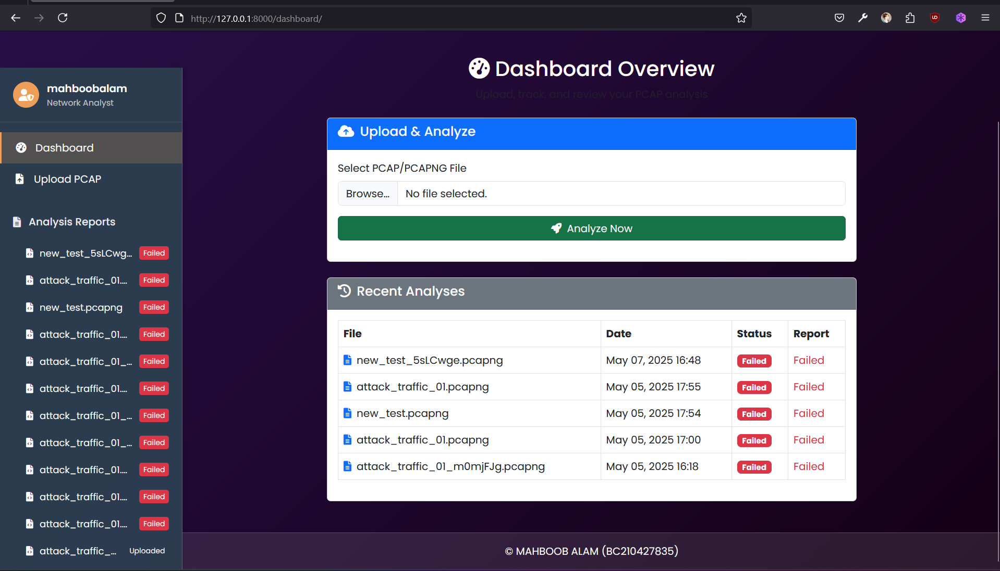 http://127.0.0.1:8000/dashboard/
mahboobalam
Network Analyst
Dashboard
Upload PCAP
Analysis Reports
new_test_5sLCwg... Failed
attack_traffic_01.... Failed
new_test.pcapng Failed
attack_traffic_01.... Failed
attack_traffic_01_... Failed
attack_traffic_01.... Failed
attack_traffic_01_... Failed
attack_traffic_01_... Failed
attack_traffic_01.... Failed
attack_traffic_01.... Failed
attack_traffic_01.... Failed
attack_traffic_... Uploaded
Dashboard Overview
Upload, track, and review your PCAP analysis
Upload & Analyze
Select PCAP/PCAPNG File
Browse... No file selected.
Analyze Now
Recent Analyses
File Date Status Report
new_test_5sLCwge.pcapng May 07, 2025 16:48 Failed Failed
attack_traffic_01.pcapng May 05, 2025 17:55 Failed Failed
new_test.pcapng May 05, 2025 17:54 Failed Failed
attack_traffic_01.pcapng May 05, 2025 17:00 Failed Failed
attack_traffic_01_m0mjFJg.pcapng May 05, 2025 16:18 Failed Failed
© MAHBOOB ALAM (BC210427835)